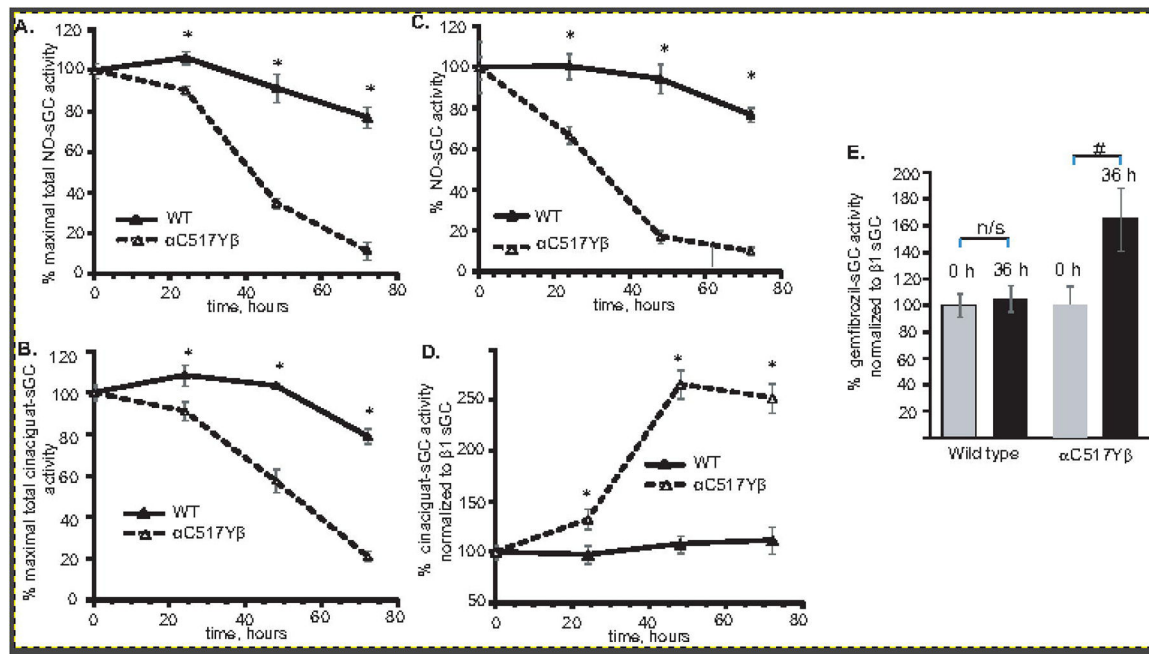 A.
% maximal total NO-sGC activity
120
100
80
60
40
20
0
* * *
WT
αC517Yβ
0 20 40 60 80
time, hours
B.
% maximal total cinaciguat-sGC
activity
120
100
80
60
40
20
0
* * *
WT
αC517Yβ
0 20 40 60 80
time, hours
C.
% NO-sGC activity
120
100
80
60
40
20
0
* * *
WT
αC517Yβ
0 20 40 60 80
time, hours
D.
% cinaciguat-sGC activity
normalized to β1 sGC
250
200
150
100
50
* * *
WT
αC517Yβ
0 20 40 60 80
time, hours
E.
% gemfibrozil-sGC activity
normalized to β1 sGC
200
180
160
140
120
100
80
60
40
20
n/s
#
0 h 36 h 0 h 36 h
Wild type αC517Yβ